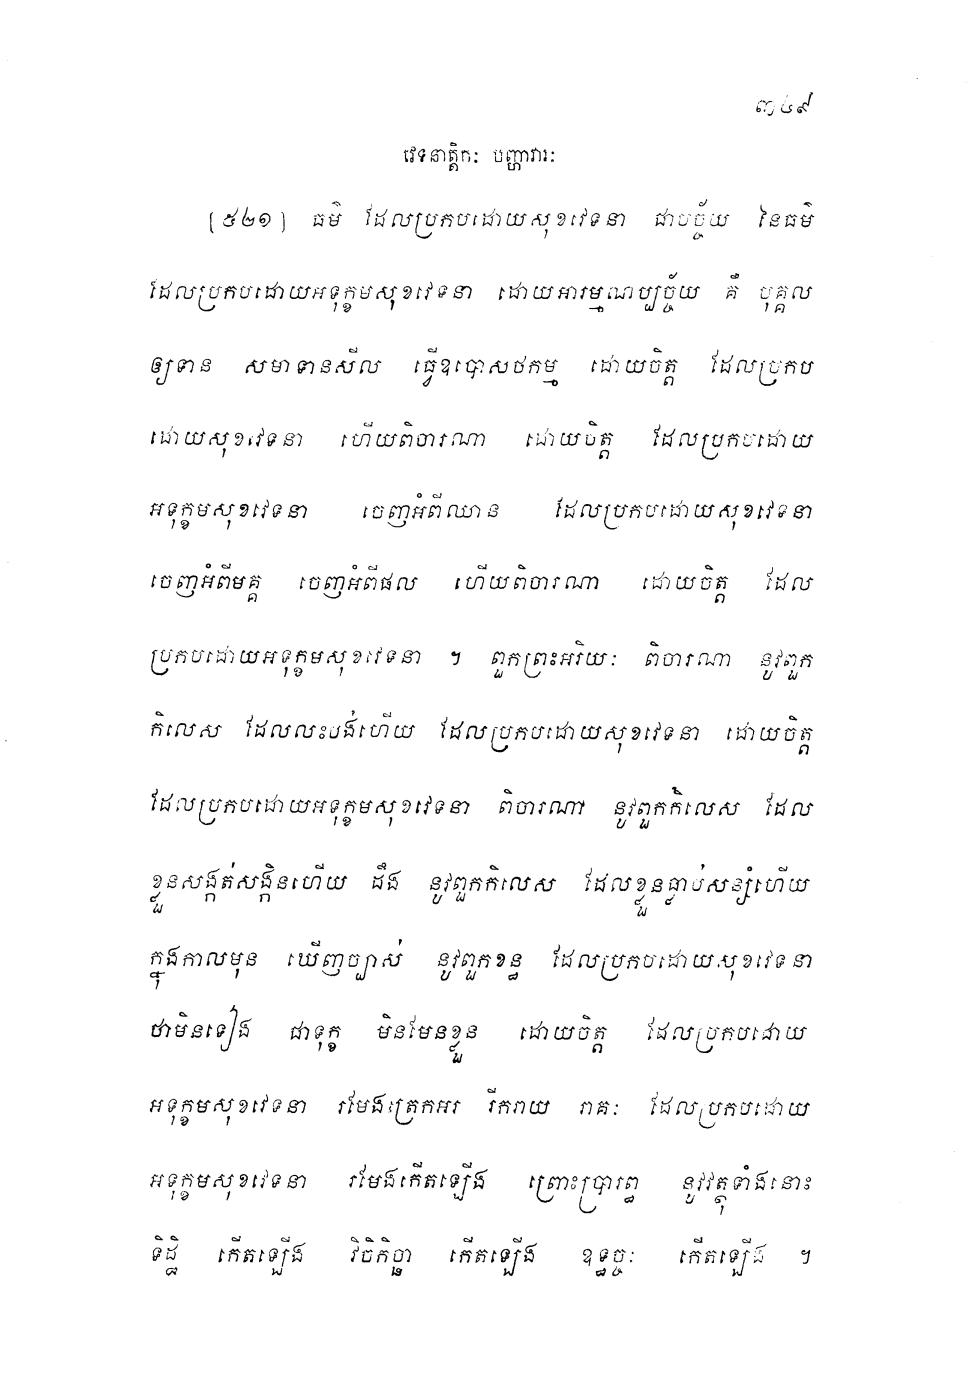 ៣៤៩
វេទនាត្តិកៈ បញ្ហាវារៈ
[៥៤១] ធម៌ ដែលប្រកបដោយសុខវេទនា ជាបច្ច័យ នៃធម៌
ដែលប្រកបដោយអទុក្ខមសុខវេទនា ដោយអារម្មណប្បច្ច័យ គឺ បុគ្គល
ឲ្យទាន សមាទានសីល ធ្វើឧបោសថកម្ម ដោយចិត្ត ដែលប្រកប
ដោយសុខវេទនា ហើយពិចារណា ដោយចិត្ត ដែលប្រកបដោយ
អទុក្ខមសុខវេទនា ចេញអំពីឈាន ដែលប្រកបដោយសុខវេទនា
ចេញអំពីមគ្គ ចេញអំពីផល ហើយពិចារណា ដោយចិត្ត ដែល
ប្រកបដោយអទុក្ខមសុខវេទនា ។ ពួកព្រះអរិយៈ ពិចារណា នូវពួក
កិលេស ដែលលះបង់ហើយ ដែលប្រកបដោយសុខវេទនា ដោយចិត្ត
ដែលប្រកបដោយអទុក្ខមសុខវេទនា ពិចារណា នូវពួកកិលេស ដែល
ខ្លួនសង្កត់សង្កិនហើយ ដឹង នូវពួកកិលេស ដែលខ្លួនធ្លាប់សន្សំហើយ
ក្នុងកាលមុន ឃើញច្បាស់ នូវពួកខន្ធ ដែលប្រកបដោយសុខវេទនា
ថាមិនទៀង ជាទុក្ខ មិនមែនខ្លួន ដោយចិត្ត ដែលប្រកបដោយ
អទុក្ខមសុខវេទនា រមែងត្រេកអរ រីករាយ រាគៈ ដែលប្រកបដោយ
អទុក្ខមសុខវេទនា រមែងកើតឡើង ព្រោះប្រារព្ធ នូវវត្ថុទាំងនោះ
ទិដ្ឋិ កើតឡើង វិចិកិច្ឆា កើតឡើង ឧទ្ធច្ចៈ កើតឡើង ។